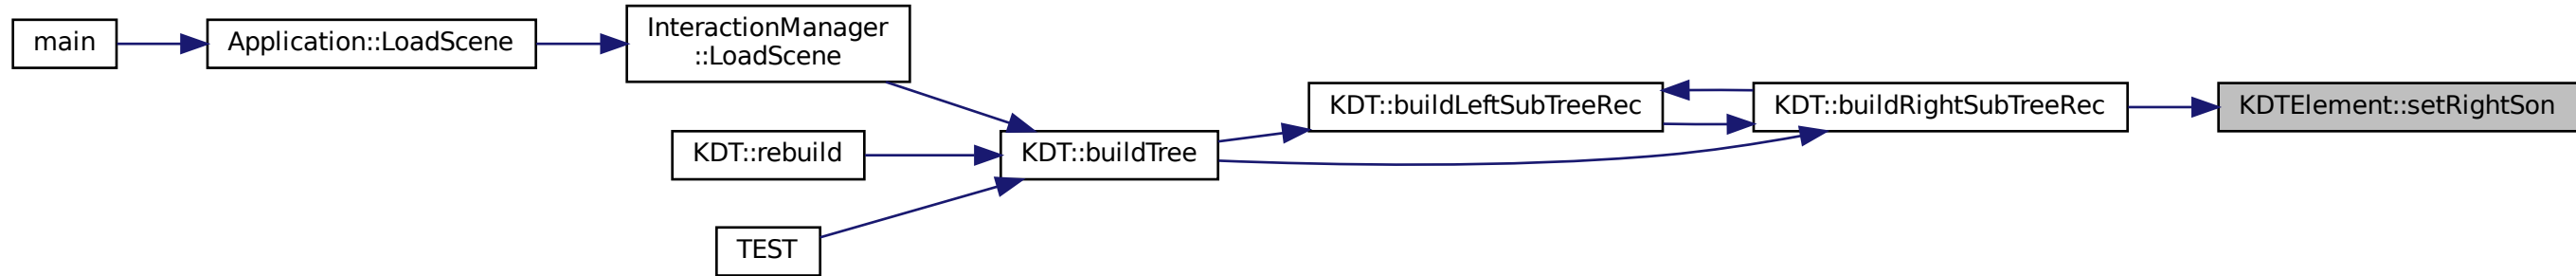 main
Application::LoadScene
InteractionManager
::LoadScene
KDT::rebuild
TEST
KDT::buildTree
KDT::buildLeftSubTreeRec
KDT::buildRightSubTreeRec
KDTElement::setRightSon